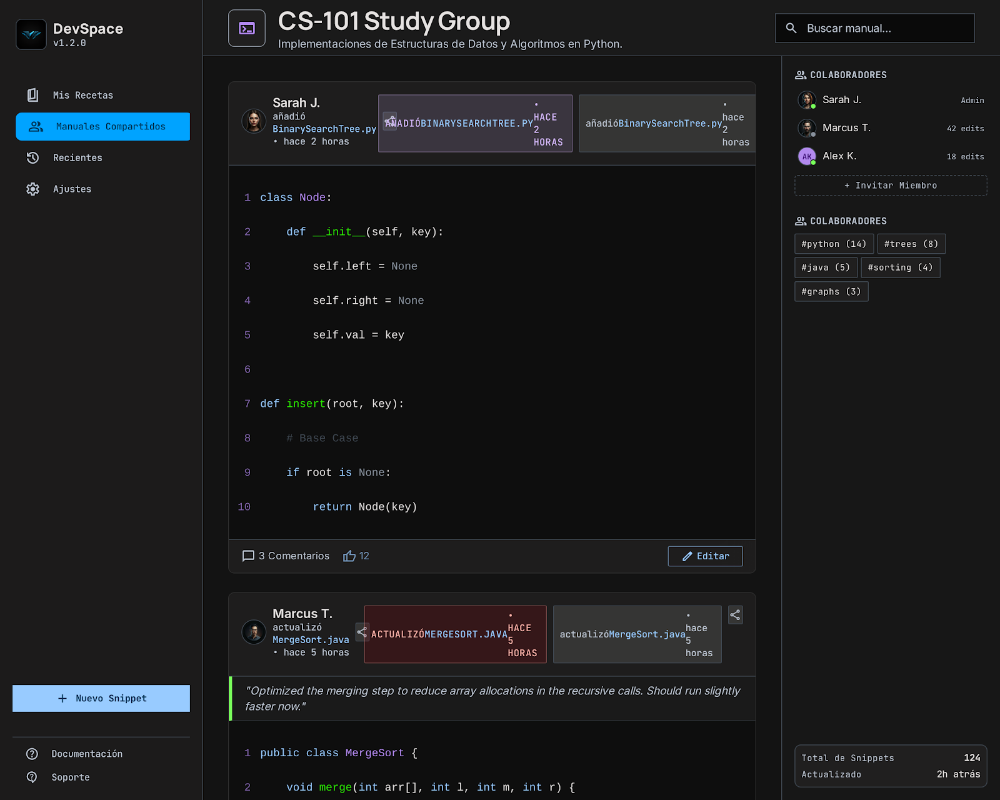 DevSpace
v1.2.0
Mis Recetas
Manuales Compartidos
Recientes
Ajustes
+ Nuevo Snippet
Documentación
Soporte
CS-101 Study Group
Implementaciones de Estructuras de Datos y Algoritmos en Python.
Buscar manual...
Sarah J.
añadió
BinarySearchTree.py
• hace 2 horas
AÑADIÓBINARYSEARCHTREE.PY
•
HACE
2
HORAS
añadióBinarySearchTree.py
•
hace
2
horas
1 class Node:
2 def __init__(self, key):
3 self.left = None
4 self.right = None
5 self.val = key
6
7 def insert(root, key):
8 # Base Case
9 if root is None:
10 return Node(key)
3 Comentarios
12
Editar
Marcus T.
actualizó
MergeSort.java
• hace 5 horas
ACTUALIZÓMERGESORT.JAVA
•
HACE
5
HORAS
actualizóMergeSort.java
•
hace
5
horas
"Optimized the merging step to reduce array allocations in the recursive calls. Should run slightly
faster now."
1 public class MergeSort {
2 void merge(int arr[], int l, int m, int r) {
COLABORADORES
Sarah J. Admin
Marcus T. 42 edits
AK Alex K. 18 edits
+ Invitar Miembro
COLABORADORES
#python (14) #trees (8)
#java (5) #sorting (4)
#graphs (3)
Total de Snippets 124
Actualizado 2h atrás